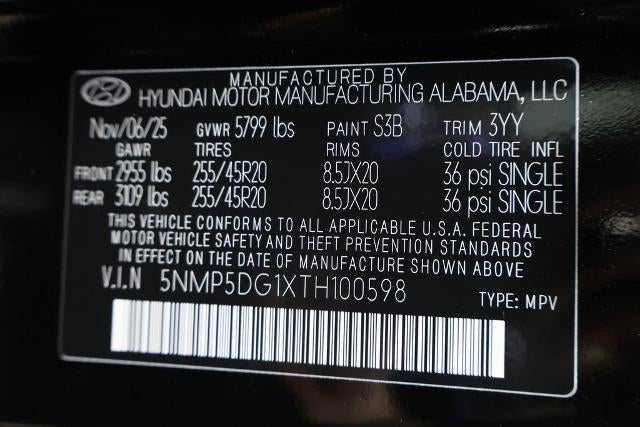 MANUFACTURED BY
HYUNDAI MOTOR MANUFACTURING ALABAMA, LLC
Nov/06/25 GVWR 5799 lbs PAINT S3B TRIM 3YY
GAWR TIRES RIMS COLD TIRE INFL
FRONT 2955 lbs 255/45R20 8.5JX20 36 psi SINGLE
REAR 3109 lbs 255/45R20 8.5JX20 36 psi SINGLE
THIS VEHICLE CONFORMS TO ALL APPLICABLE U.S.A. FEDERAL
MOTOR VEHICLE SAFETY AND THEFT PREVENTION STANDARDS
IN EFFECT ON THE DATE OF MANUFACTURE SHOWN ABOVE
V.I.N 5NMP5DG1XTH100598 TYPE: MPV